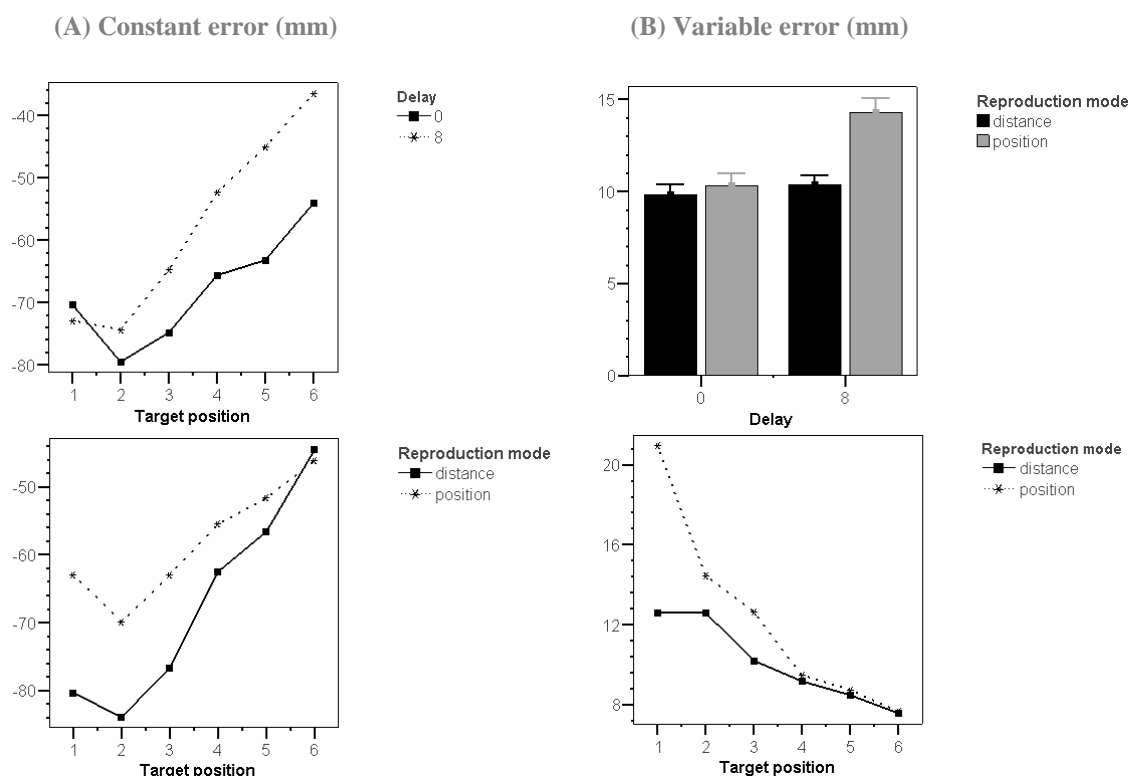 (A) Constant error (mm)
(B) Variable error (mm)
-40
-50
-60
-70
-80
1 2 3 4 5 6
Target position
Delay
0
8
15
10
5
0
0 8
Delay
Reproduction mode
distance
position
-50
-60
-70
-80
1 2 3 4 5 6
Target position
Reproduction mode
distance
position
20
16
12
8
1 2 3 4 5 6
Target position
Reproduction mode
distance
position